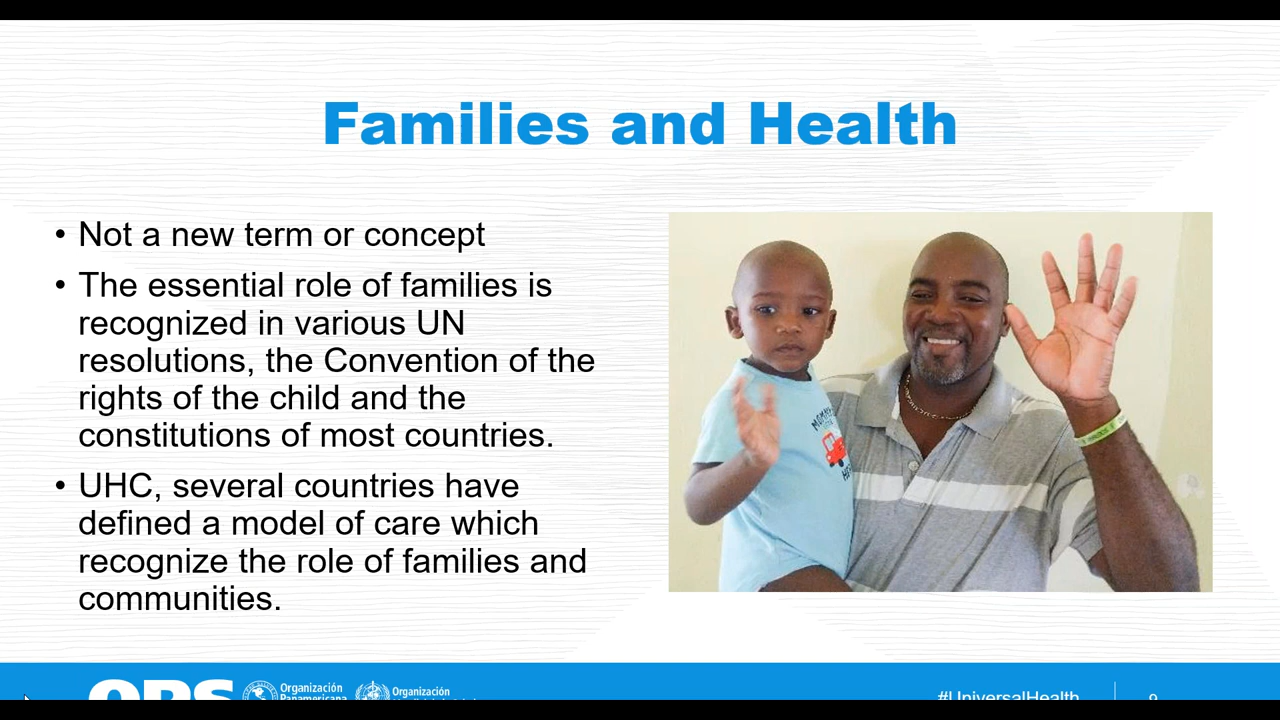 Families and Health
• Not a new term or concept
• The essential role of families is
recognized in various UN
resolutions, the Convention of the
rights of the child and the
constitutions of most countries.
• UHC, several countries have
defined a model of care which
recognize the role of families and
communities.
MOMMY
OPS
Organización
Panamericana
Organización
#UniversalHealth
9